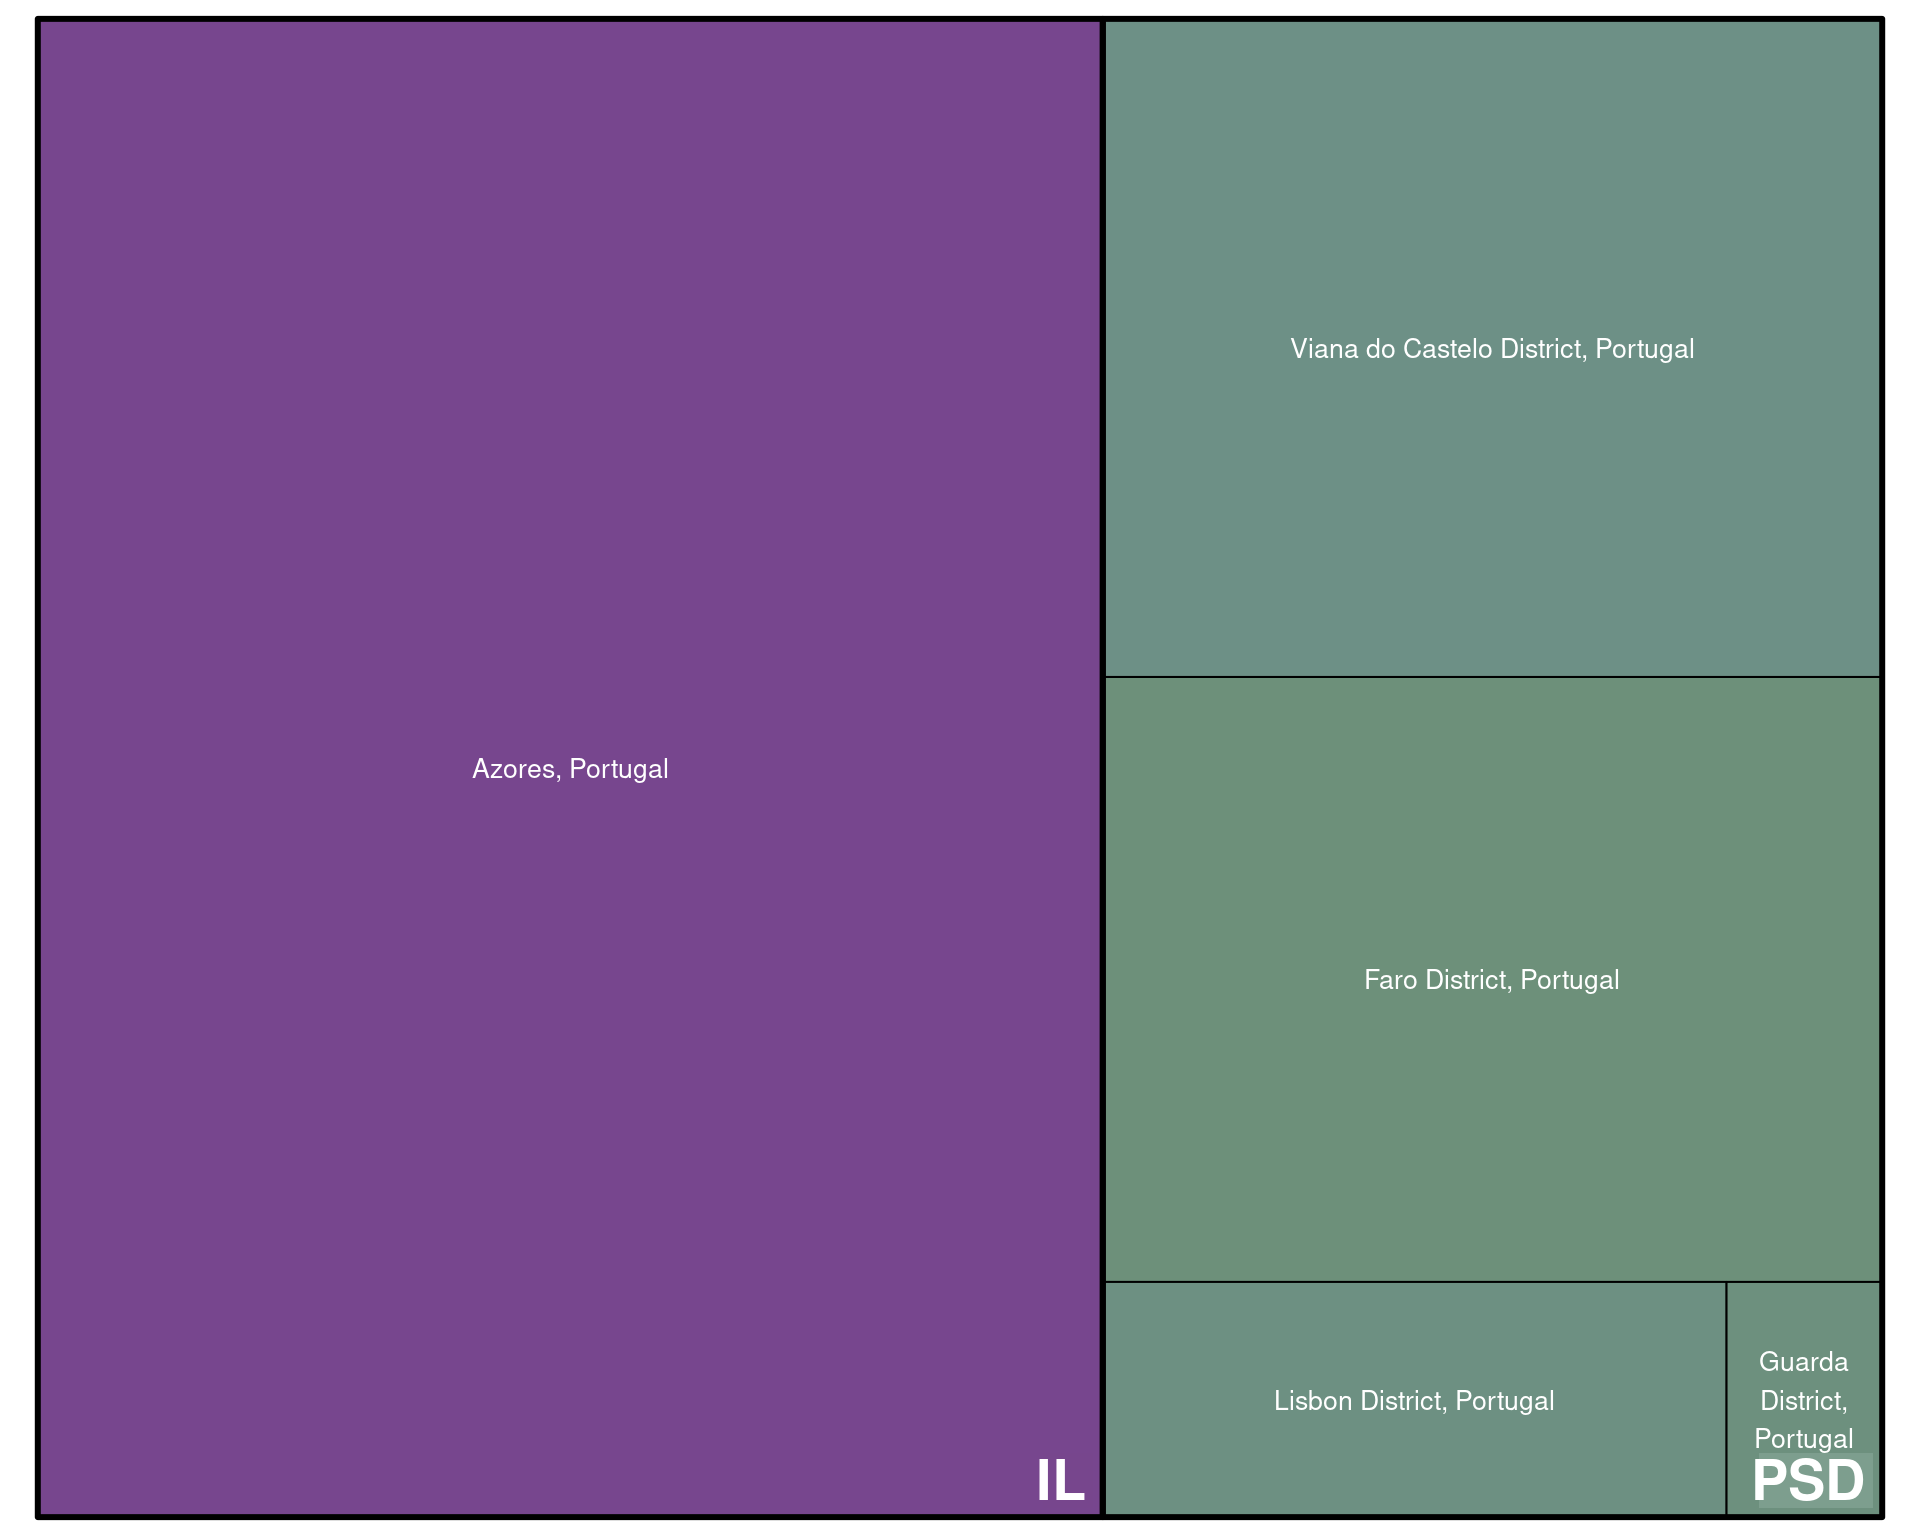 Azores, Portugal
IL
Viana do Castelo District, Portugal
Faro District, Portugal
Lisbon District, Portugal
Guarda
District,
Portugal
PSD